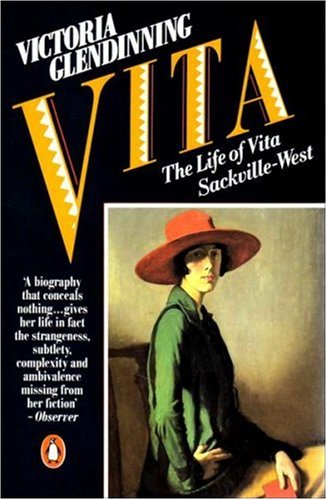 VICTORIA
GLENDINNING
VITA
The Life of Vita
Sackville-West
'A biography
that conceals
nothing...gives
her life in fact
the strangeness,
subtlety,
complexity and
ambivalence
missing from
her fiction'
– Observer